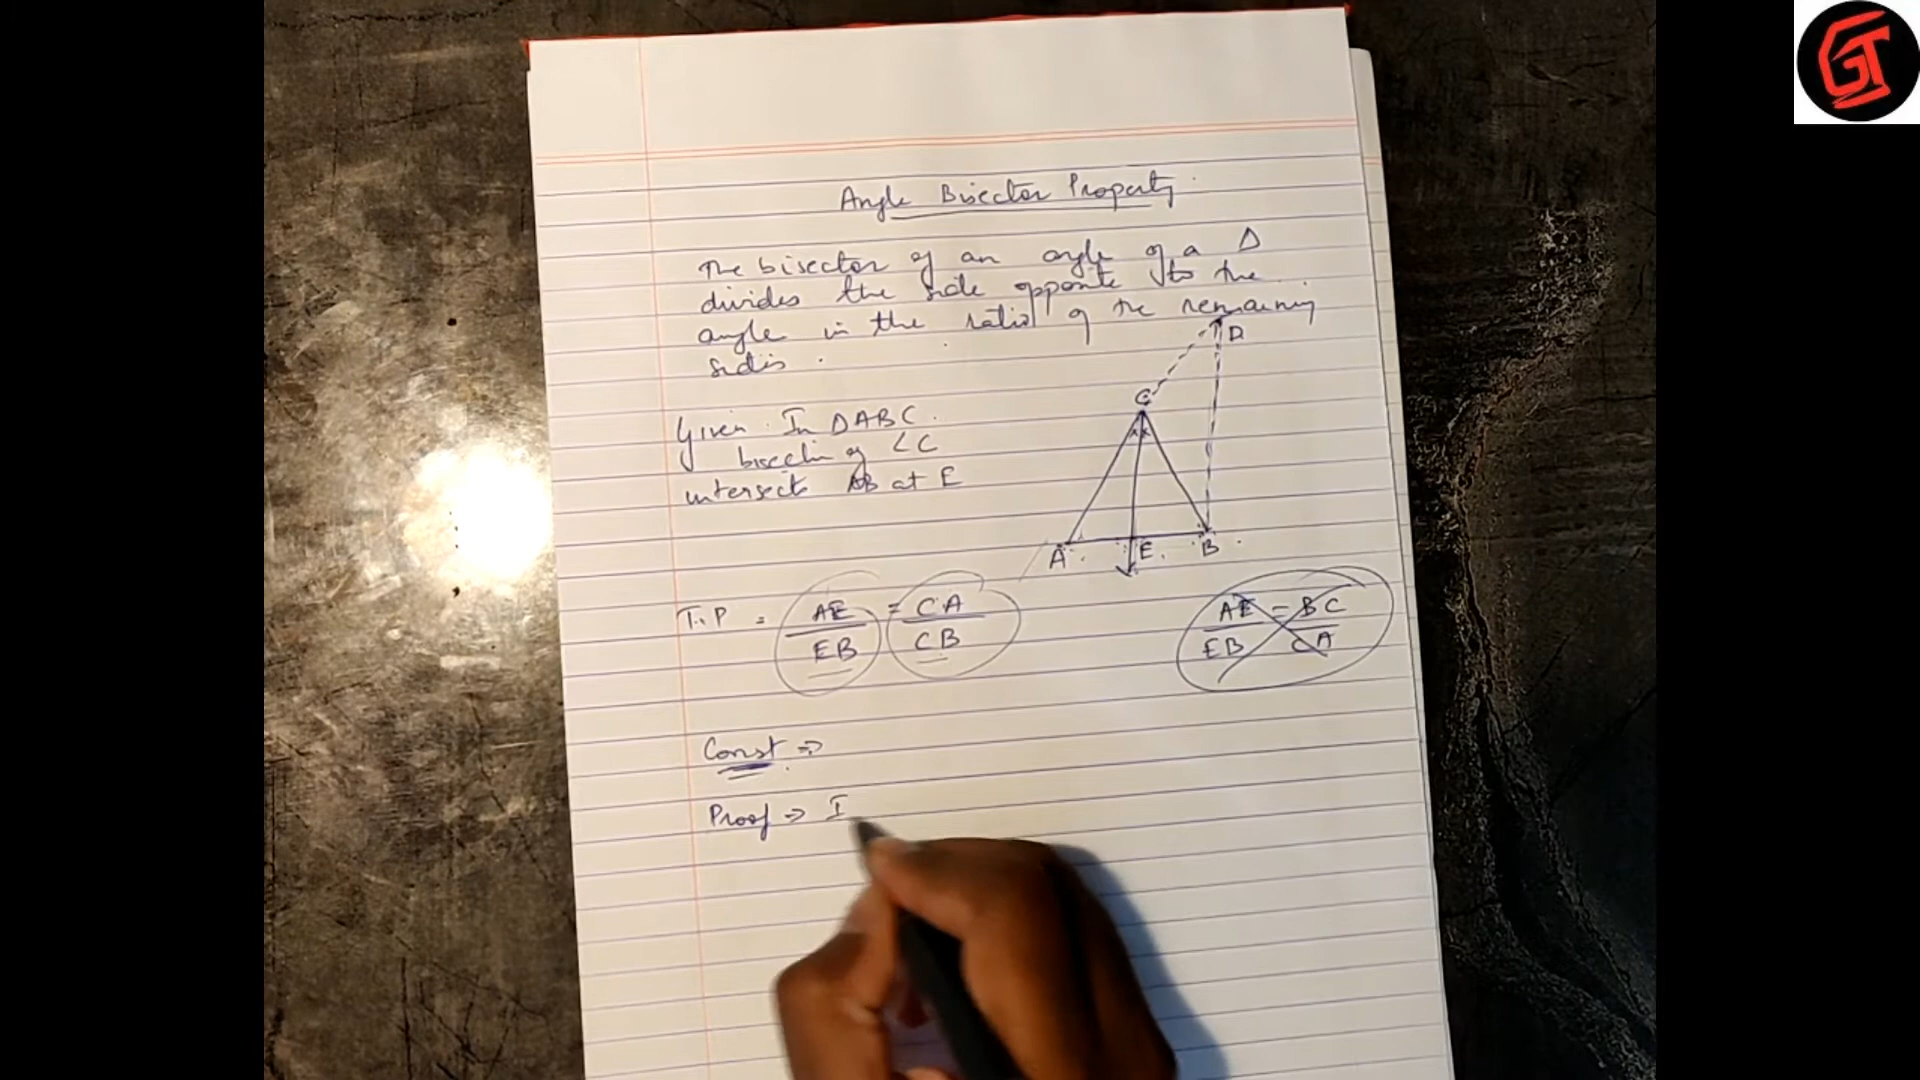 GT
Angle Bisector Property
The bisector of an angle of a Δ
divides the side opposite to the
angle in the ratio of the remaining
sides.
D
C
Given. In ΔABC.
bisector of ∠C
intersects AB at E
A E B
T.P = AE/EB = CA/CB
AE/EB = BC/CA
Const ⇒
Proof ⇒ I